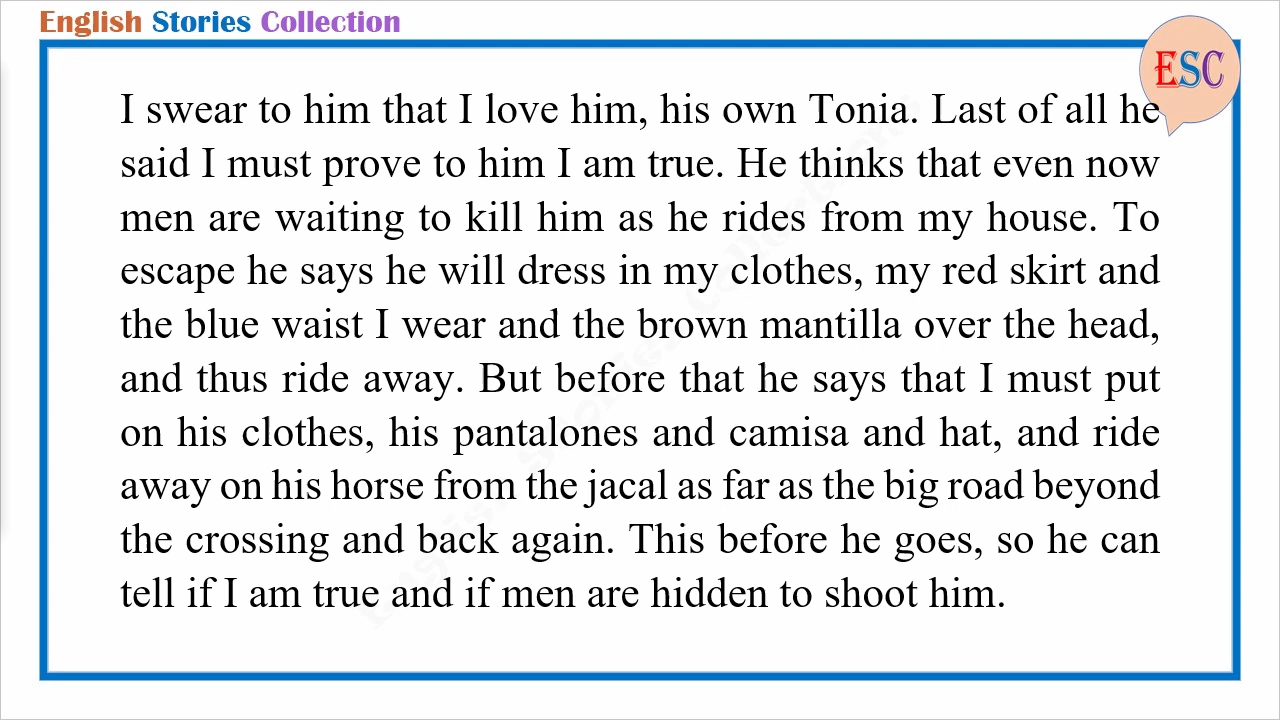 English Stories Collection
ESC
I swear to him that I love him, his own Tonia. Last of all he
said I must prove to him I am true. He thinks that even now
men are waiting to kill him as he rides from my house. To
escape he says he will dress in my clothes, my red skirt and
the blue waist I wear and the brown mantilla over the head,
and thus ride away. But before that he says that I must put
on his clothes, his pantalones and camisa and hat, and ride
away on his horse from the jacal as far as the big road beyond
the crossing and back again. This before he goes, so he can
tell if I am true and if men are hidden to shoot him.